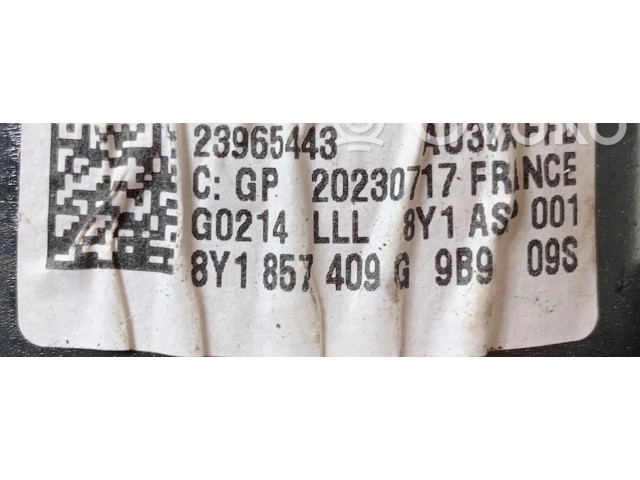 23965443
C: GP 20230717 FRANCE
G0214 LLL 8Y1 ASP 001
8Y1 857 409 G 9B9 09S